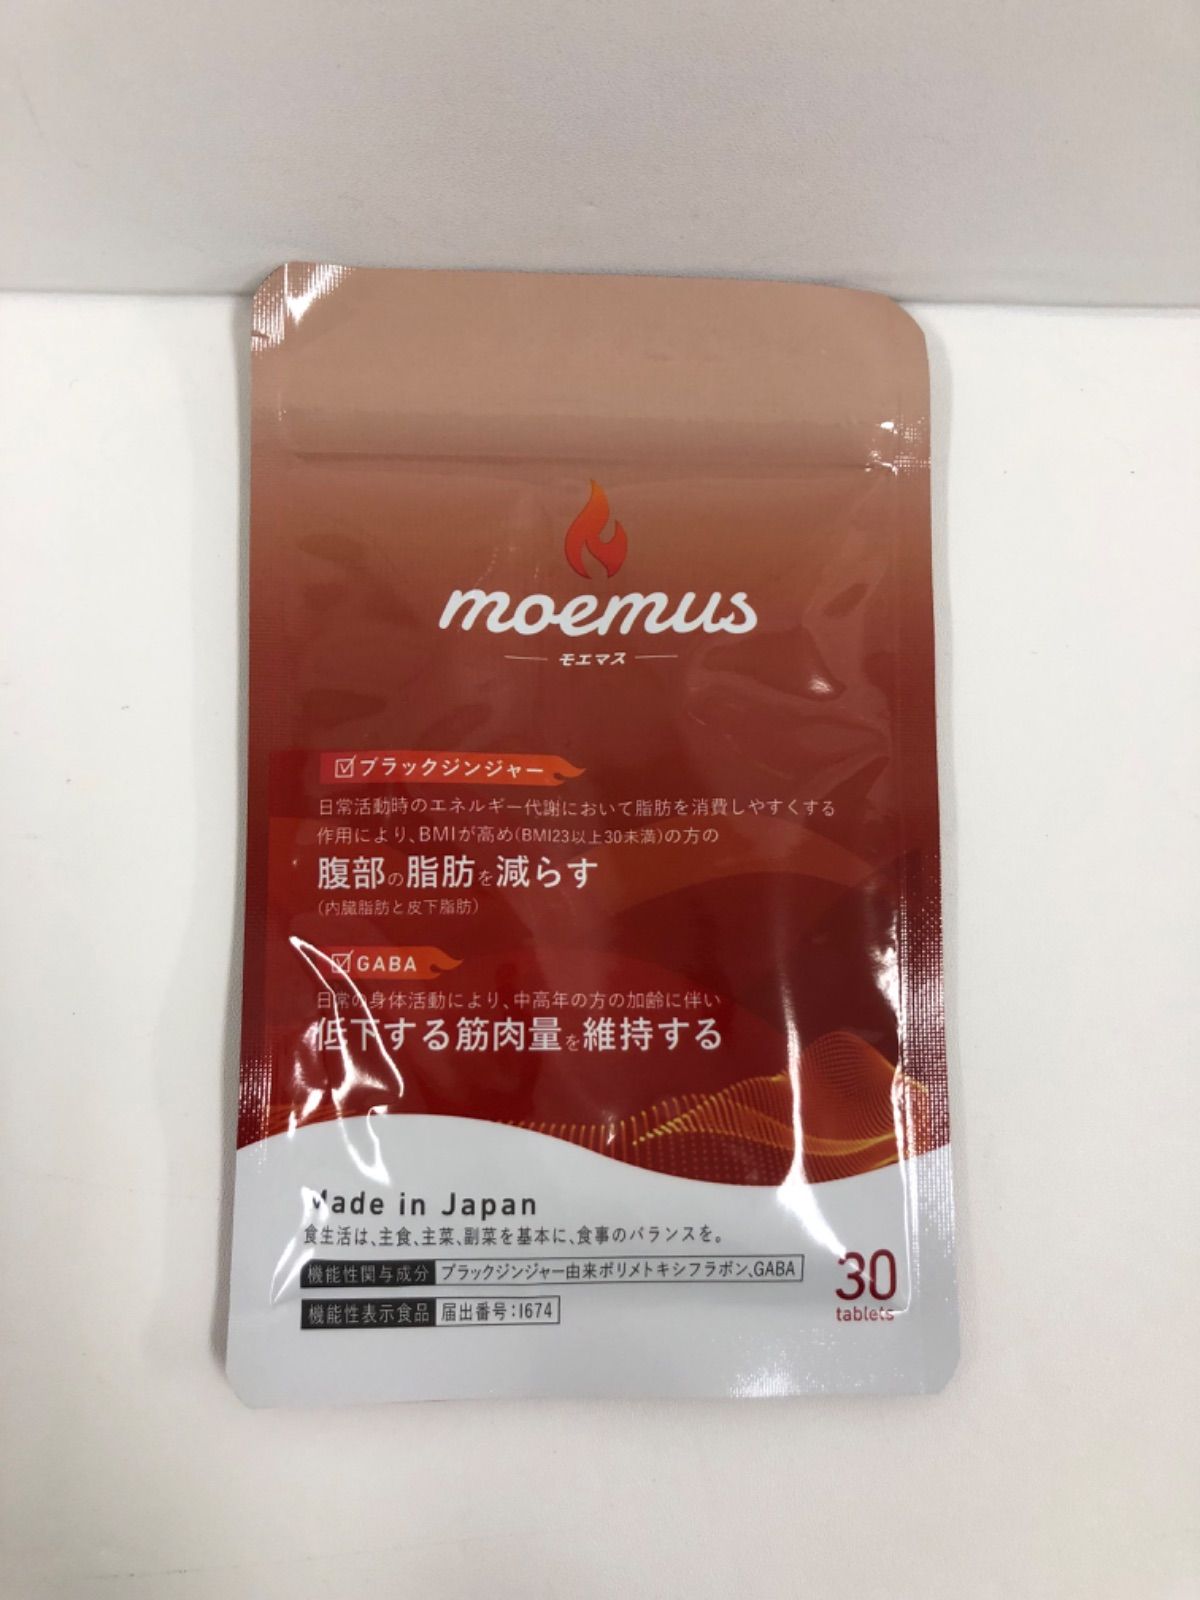 moemus
モエマス
ブラックジンジャー
日常活動時のエネルギー代謝において脂肪を消費しやすくする
作用により、BMIが高め(BMI23以上30未満)の方の
腹部の脂肪を減らす
(内臓脂肪と皮下脂肪)
GABA
日常の身体活動により、中高年の方の加齢に伴い
低下する筋肉量を維持する
Made in Japan
食生活は、主食、主菜、副菜を基本に、食事のバランスを。
機能性関与成分 ブラックジンジャー由来ポリメトキシフラボン、GABA
機能性表示食品 届出番号:I674
30
tablets